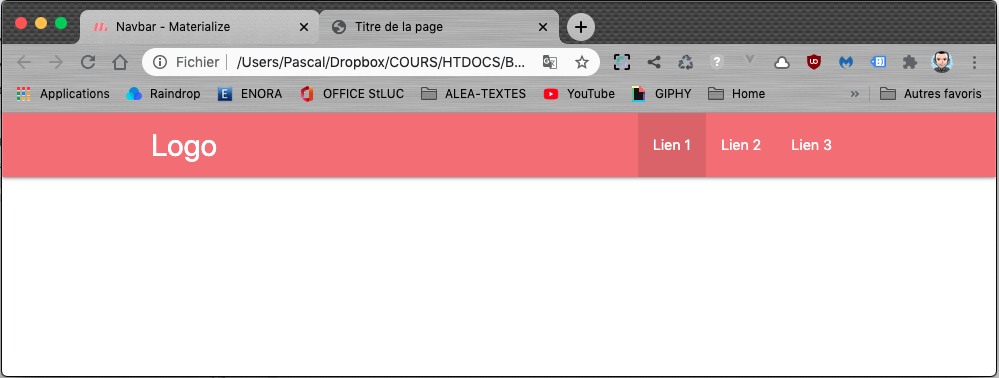 Navbar - Materialize
Titre de la page
Fichier /Users/Pascal/Dropbox/COURS/HTDOCS/B...
Applications Raindrop E ENORA OFFICE StLUC ALEA-TEXTES YouTube GIPHY Home » Autres favoris
Logo Lien 1 Lien 2 Lien 3